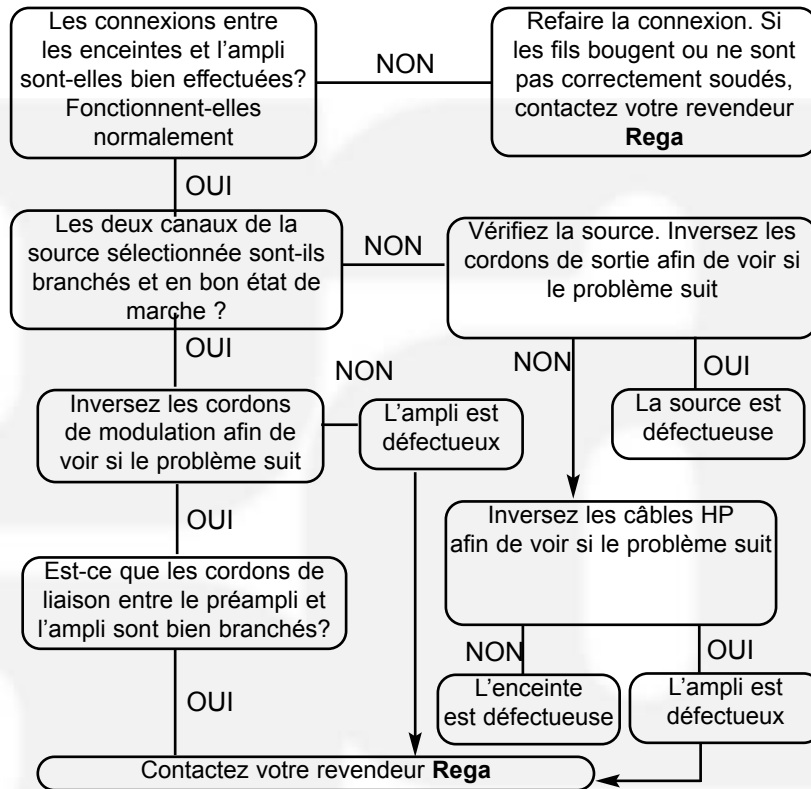 Les connexions entre
les enceintes et l'ampli
sont-elles bien effectuées?
Fonctionnent-elles
normalement
NON
Refaire la connexion. Si
les fils bougent ou ne sont
pas correctement soudés,
contactez votre revendeur
Rega
OUI
Les deux canaux de la
source sélectionnée sont-ils
branchés et en bon état de
marche ?
NON
Vérifiez la source. Inversez les
cordons de sortie afin de voir si
le problème suit
OUI
NON
NON
OUI
Inversez les cordons
de modulation afin de
voir si le problème suit
L'ampli est
défectueux
La source est
défectueuse
OUI
Inversez les câbles HP
afin de voir si le problème suit
Est-ce que les cordons de
liaison entre le préampli et
l'ampli sont bien branchés?
NON
OUI
OUI
L'enceinte
est défectueuse
L'ampli est
défectueux
Contactez votre revendeur Rega